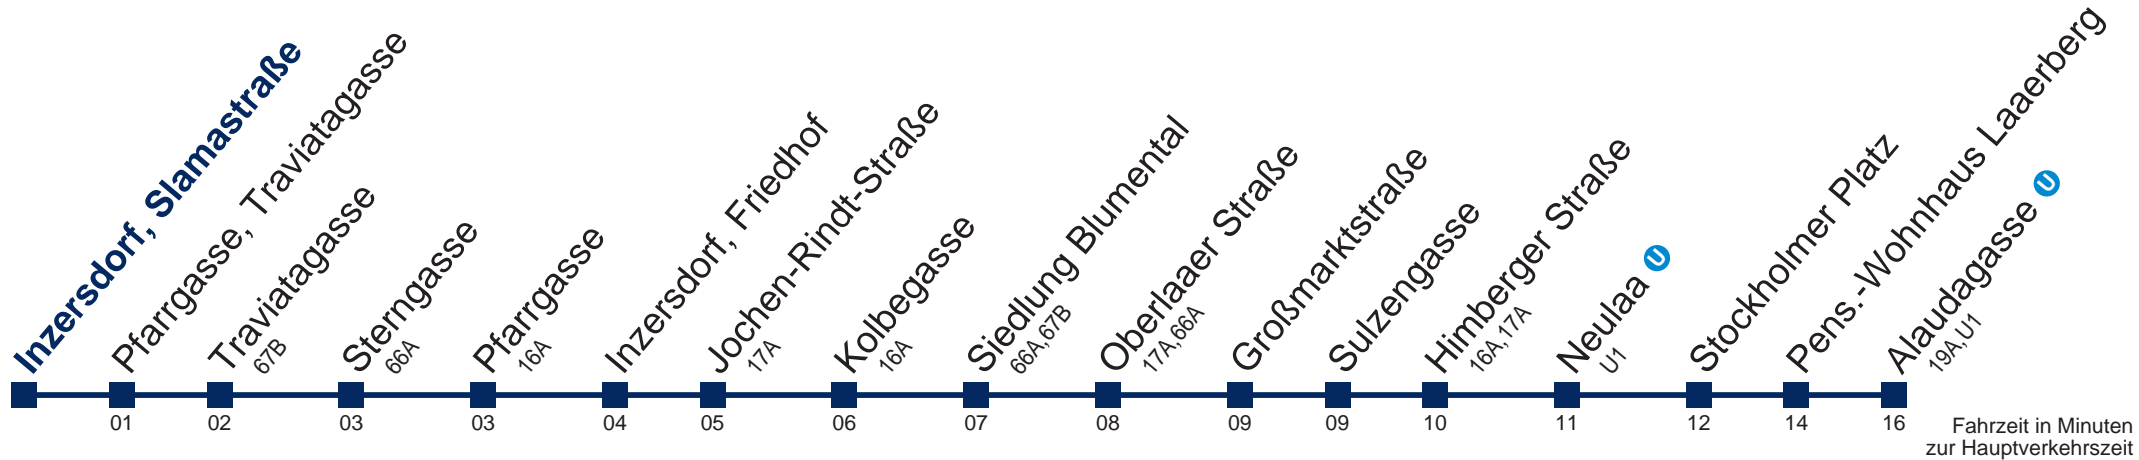 Inzersdorf, Slamastraße
Pfarrgasse, Traviatagasse
Traviatagasse
67B
Sterngasse
66A
Pfarrgasse
16A
Inzersdorf, Friedhof
Jochen-Rindt-Straße
17A
Kolbegasse
16A
Siedlung Blumental
66A, 67B
Oberlaaer Straße
17A, 66A
Großmarktstraße
Sulzengasse
Himberger Straße
16A, 17A
Neulaa U
U1
Stockholmer Platz
Pens.-Wohnhaus Laaerberg
Alaudagasse U
19A, U1
01 02 03 03 04 05 06 07 08 09 09 10 11 12 14 16
Fahrzeit in Minuten
zur Hauptverkehrszeit